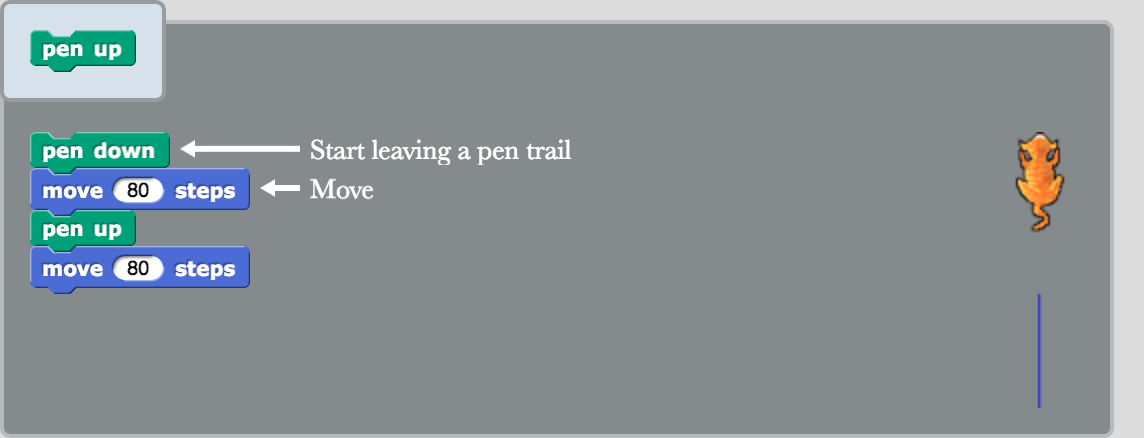 pen up
pen down Start leaving a pen trail
move 80 steps Move
pen up
move 80 steps